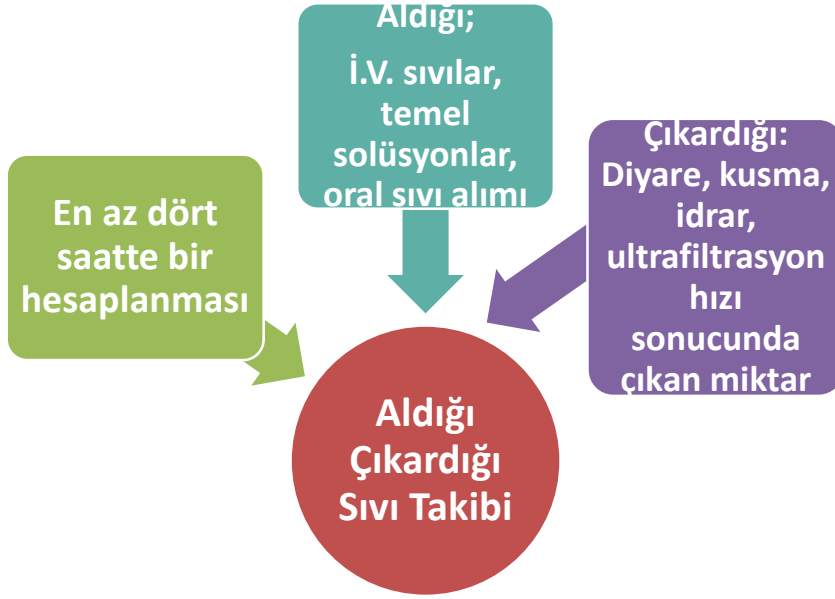 En az dört
saatte bir
hesaplanması
Aldığı;
İ.V. sıvılar,
temel
solüsyonlar,
oral sıvı alımı
Çıkardığı:
Diyare, kusma,
idrar,
ultrafiltrasyon
hızı
sonucunda
çıkan miktar
Aldığı
Çıkardığı
Sıvı Takibi